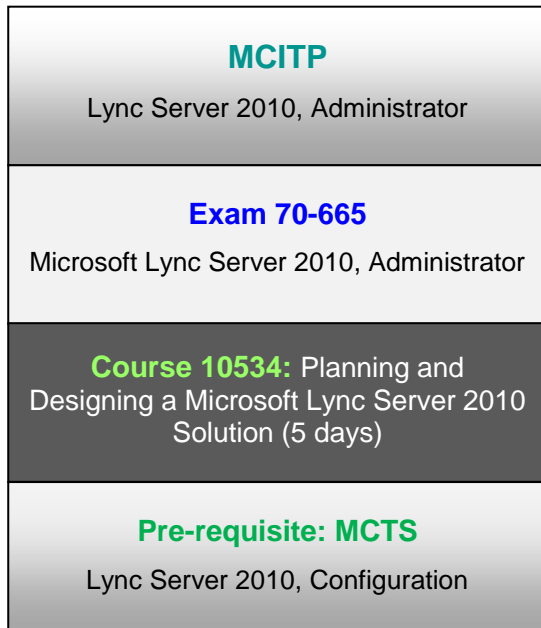 MCITP
Lync Server 2010, Administrator
Exam 70-665
Microsoft Lync Server 2010, Administrator
Course 10534: Planning and
Designing a Microsoft Lync Server 2010
Solution (5 days)
Pre-requisite: MCTS
Lync Server 2010, Configuration